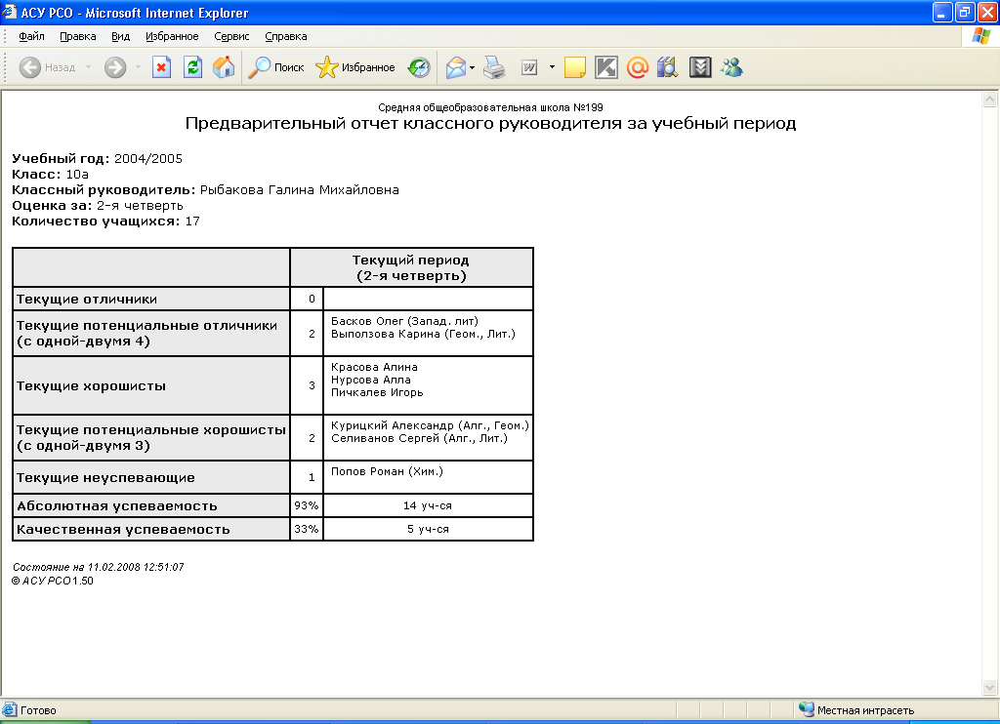 АСУ РСО - Microsoft Internet Explorer
Файл Правка Вид Избранное Сервис Справка
Назад Поиск Избранное
Средняя общеобразовательная школа №199
Предварительный отчет классного руководителя за учебный период
Учебный год: 2004/2005
Класс: 10а
Классный руководитель: Рыбакова Галина Михайловна
Оценка за: 2-я четверть
Количество учащихся: 17
Текущий период
(2-я четверть)
Текущие отличники 0
Текущие потенциальные отличники
(с одной-двумя 4)
2
Басков Олег (Запад. лит)
Выползова Карина (Геом., Лит.)
Текущие хорошисты
3
Красова Алина
Нурсова Алла
Пичкалев Игорь
Текущие потенциальные хорошисты
(с одной-двумя 3)
2
Курицкий Александр (Алг., Геом.)
Селиванов Сергей (Алг., Лит.)
Текущие неуспевающие
1
Попов Роман (Хим.)
Абсолютная успеваемость 93% 14 уч-ся
Качественная успеваемость 33% 5 уч-ся
Состояние на 11.02.2008 12:51:07
© АСУ РСО 1.50
Готово Местная интрасеть